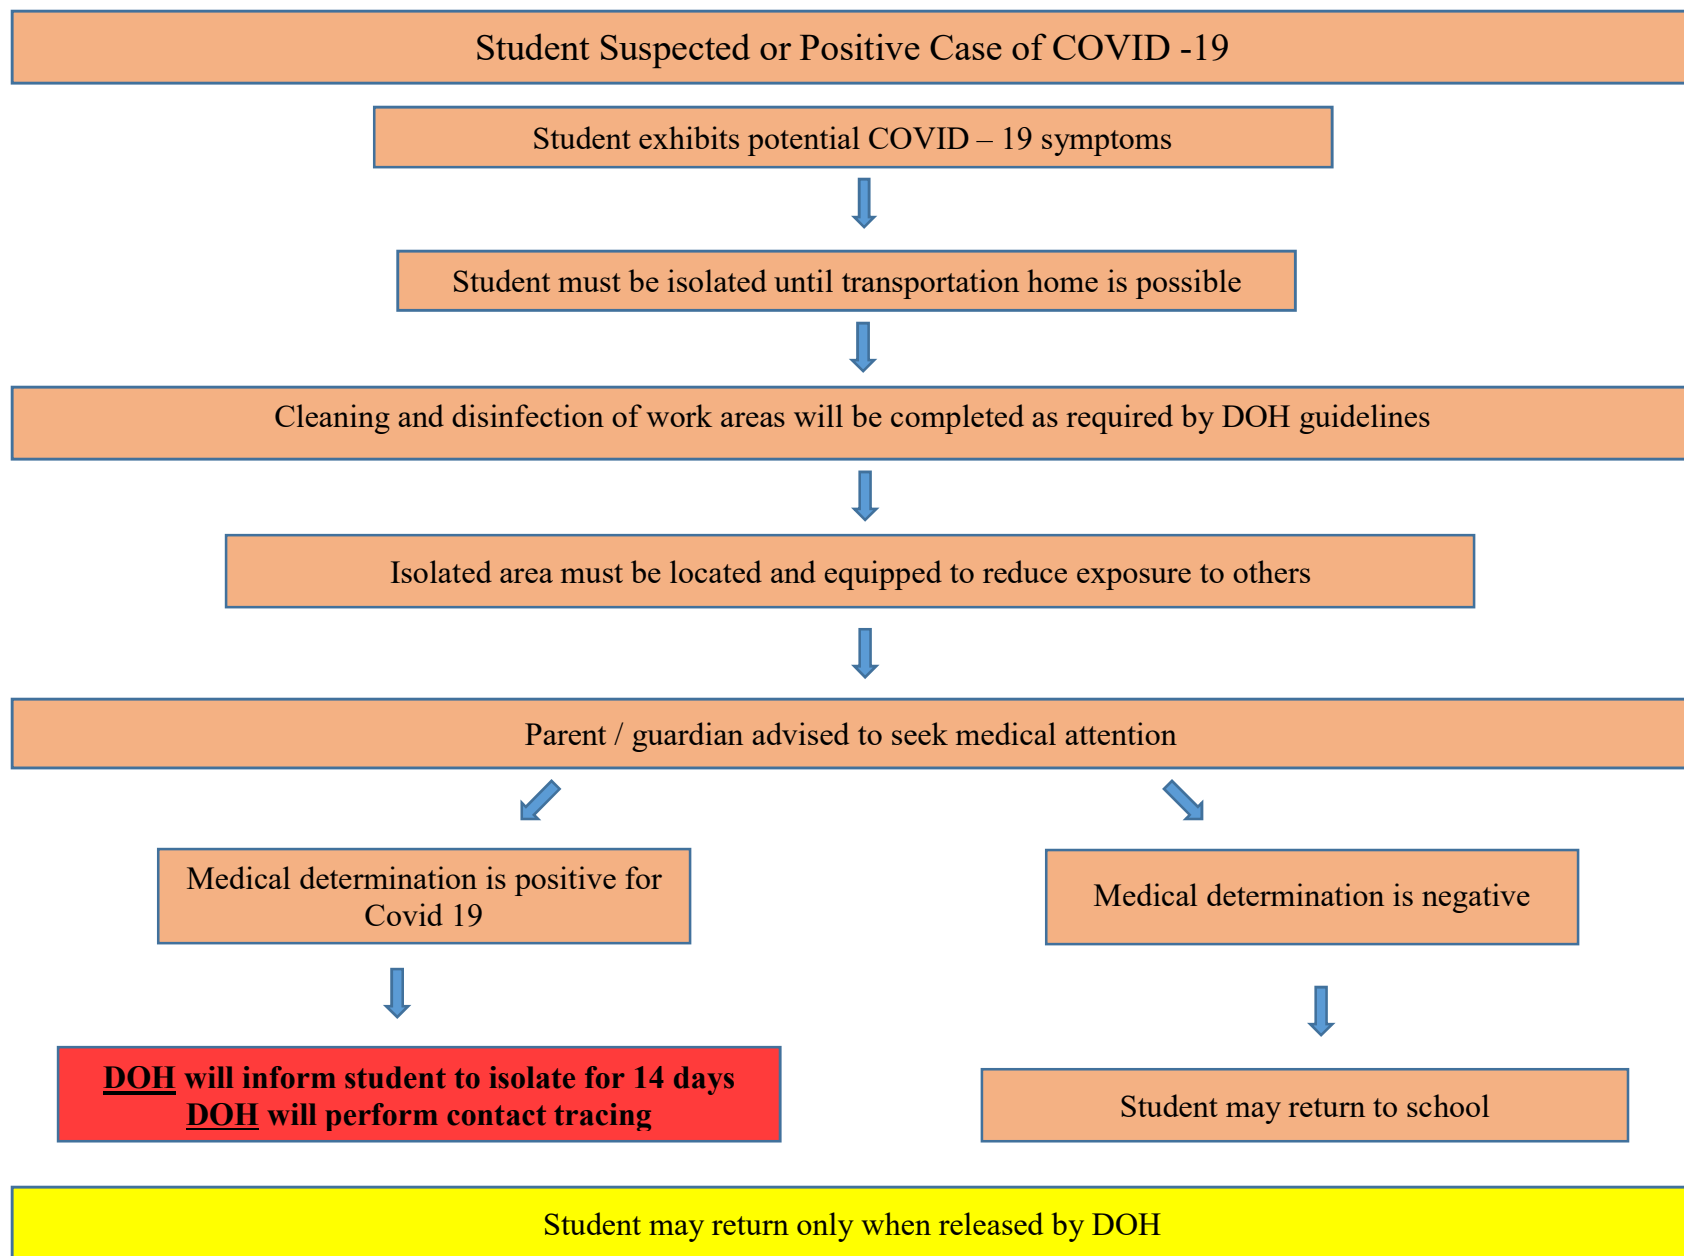 Student Suspected or Positive Case of COVID -19
Student exhibits potential COVID – 19 symptoms
Student must be isolated until transportation home is possible
Cleaning and disinfection of work areas will be completed as required by DOH guidelines
Isolated area must be located and equipped to reduce exposure to others
Parent / guardian advised to seek medical attention
Medical determination is positive for
Covid 19
Medical determination is negative
DOH will inform student to isolate for 14 days
DOH will perform contact tracing
Student may return to school
Student may return only when released by DOH